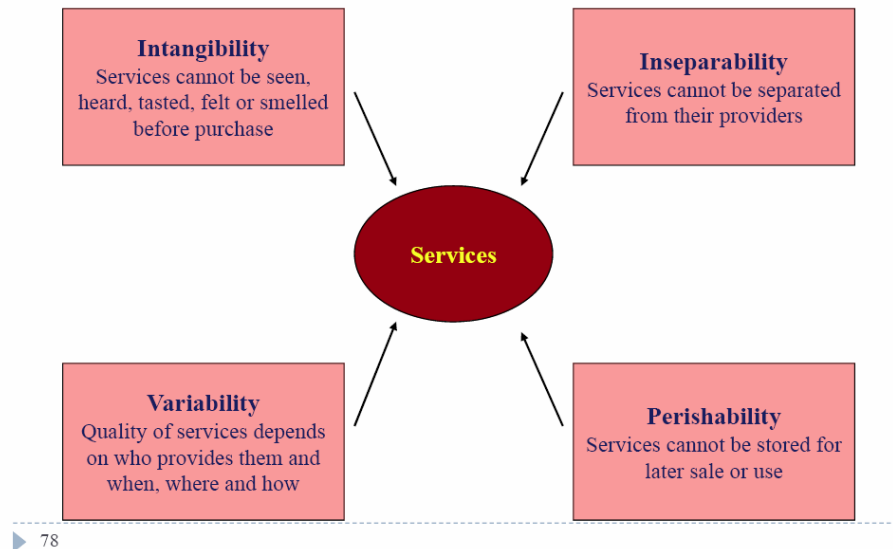 Intangibility
Services cannot be seen,
heard, tasted, felt or smelled
before purchase
Inseparability
Services cannot be separated
from their providers
Services
Variability
Quality of services depends
on who provides them and
when, where and how
Perishability
Services cannot be stored for
later sale or use
78